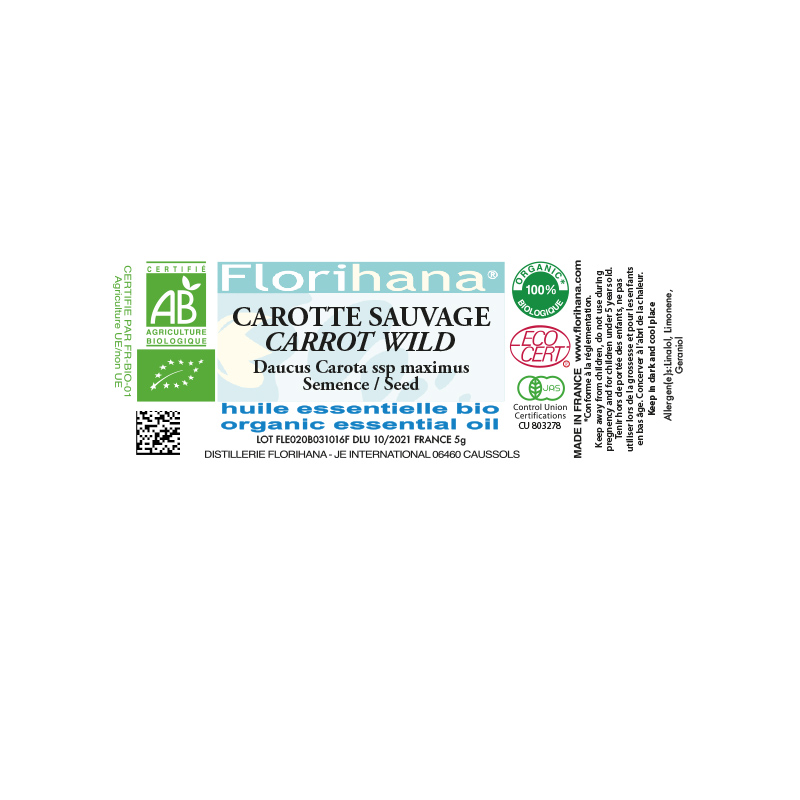 CERTIFIE PAR FR-BIO-01
Agriculture UE/non UE
CERTIFIÉ
AB
AGRICULTURE
BIOLOGIQUE
Florihana®
CAROTTE SAUVAGE
CARROT WILD
Daucus Carota ssp maximus
Semence / Seed
huile essentielle bio
organic essential oil
LOT FLE020B031016F DLU 10/2021 FRANCE 5g
DISTILLERIE FLORIHANA - JE INTERNATIONAL 06460 CAUSSOLS
ORGANIC*
100%
BIOLOGIQUE
ECO
CERT
JAS
Control Union
Certifications
CU 803278
MADE IN FRANCE www.florihana.com
*Conforme à la réglementation.
Keep away from children, do not use during
pregnancy and for children under 5 years old.
Tenir hors de portée des enfants, ne pas
utiliser lors de la grossesse et pour les enfants
en bas âge. Concerver à l'abri de la chaleur.
Keep in dark and cool place
Allergen(e)s:Linalol, Limonene,
Geraniol